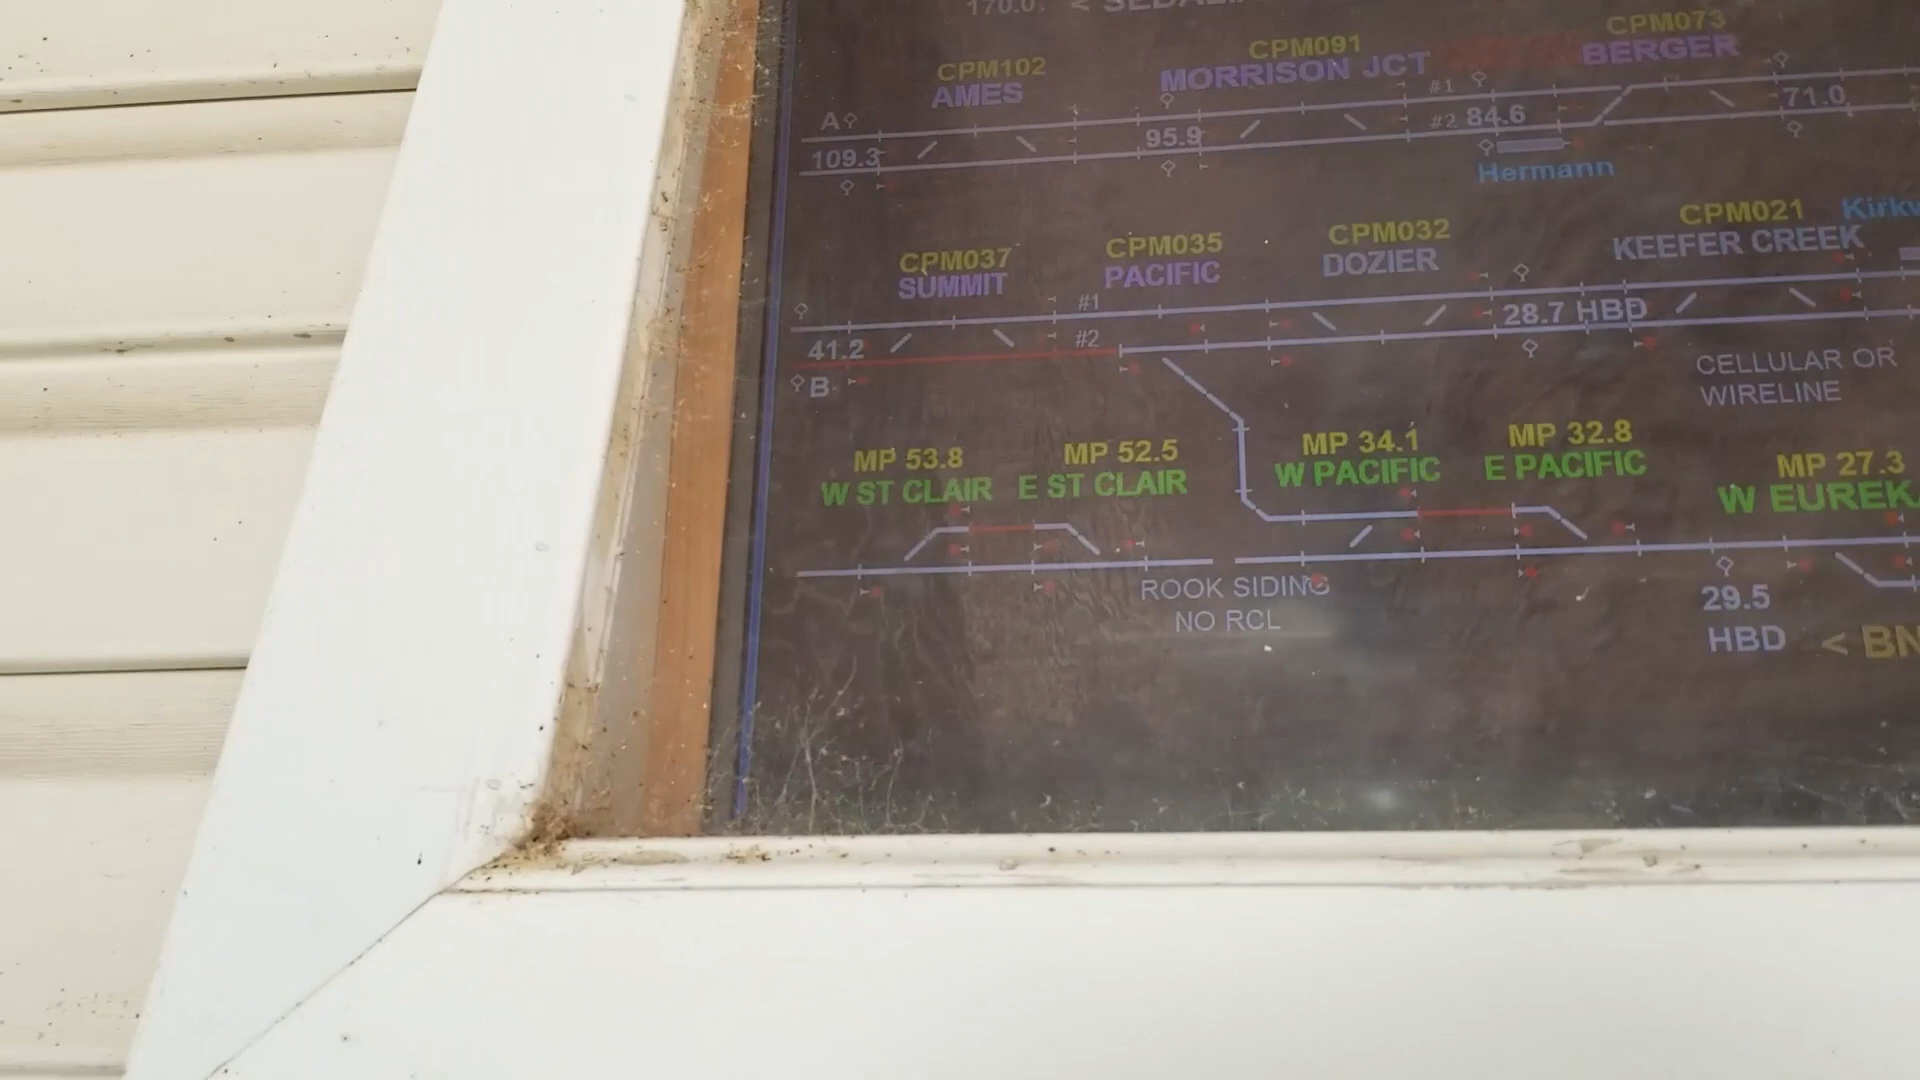 170.0
CPM073
CPM091
BERGER
CPM102
MORRISON JCT
AMES
#1
71.0
A
#2 84.6
95.9
109.3
Hermann
CPM021
CPM032
KEEFER CREEK
CPM035
DOZIER
CPM037
PACIFIC
SUMMIT
#1
28.7 HBD
#2
41.2
B
CELLULAR OR
WIRELINE
MP 53.8
MP 52.5
MP 34.1
MP 32.8
MP 27.3
W ST CLAIR
E ST CLAIR
W PACIFIC
E PACIFIC
ROOK SIDING
NO RCL
29.5
HBD
<